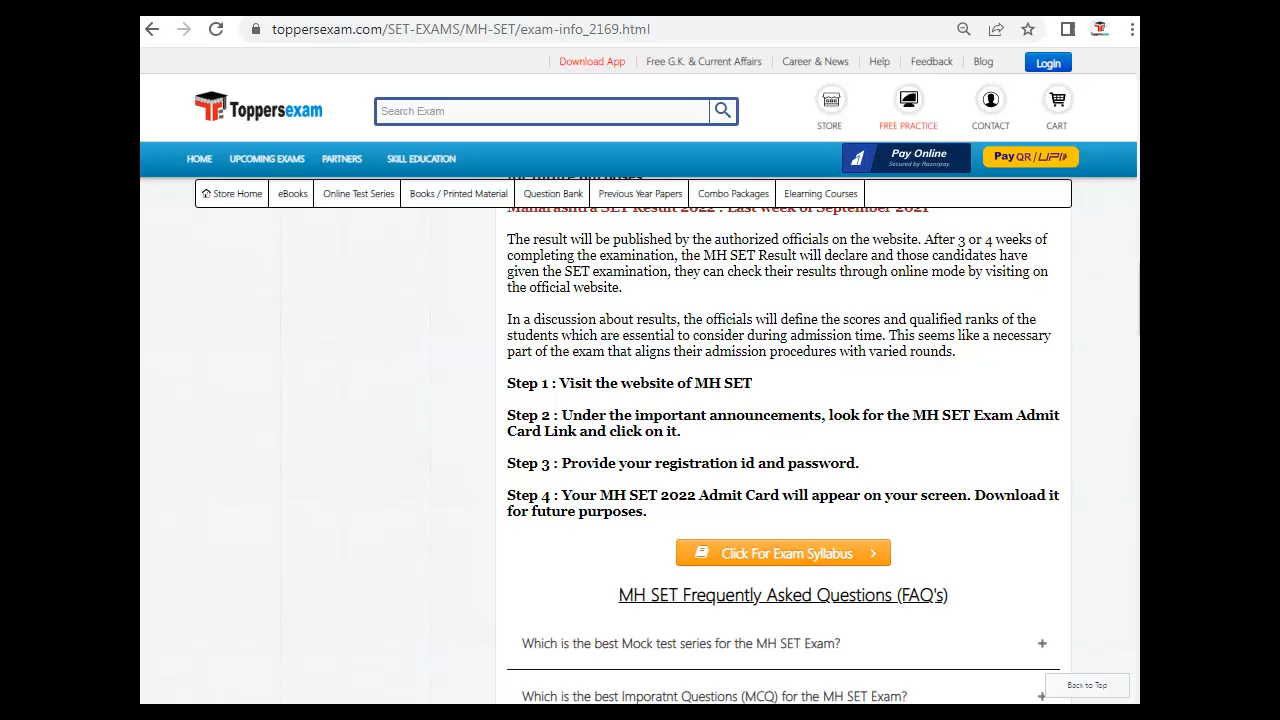 toppersexam.com/SET-EXAMS/MH-SET/exam-info_2169.html
Download App Free G.K. & Current Affairs Career & News Help Feedback Blog Login
Toppersexam
Search Exam
STORE FREE PRACTICE CONTACT CART
HOME UPCOMING EXAMS PARTNERS SKILL EDUCATION
Pay Online
Secured by Razorpay
Pay QR / UPI
for future purposes
Store Home eBooks Online Test Series Books / Printed Material Question Bank Previous Year Papers Combo Packages Elearning Courses
Maharashtra SET Result 2022 : Last week of September 2021
The result will be published by the authorized officials on the website. After 3 or 4 weeks of
completing the examination, the MH SET Result will declare and those candidates have
given the SET examination, they can check their results through online mode by visiting on
the official website.
In a discussion about results, the officials will define the scores and qualified ranks of the
students which are essential to consider during admission time. This seems like a necessary
part of the exam that aligns their admission procedures with varied rounds.
Step 1 : Visit the website of MH SET
Step 2 : Under the important announcements, look for the MH SET Exam Admit
Card Link and click on it.
Step 3 : Provide your registration id and password.
Step 4 : Your MH SET 2022 Admit Card will appear on your screen. Download it
for future purposes.
Click For Exam Syllabus
MH SET Frequently Asked Questions (FAQ's)
Which is the best Mock test series for the MH SET Exam? +
Which is the best Imporatnt Questions (MCQ) for the MH SET Exam? +
Back to Top